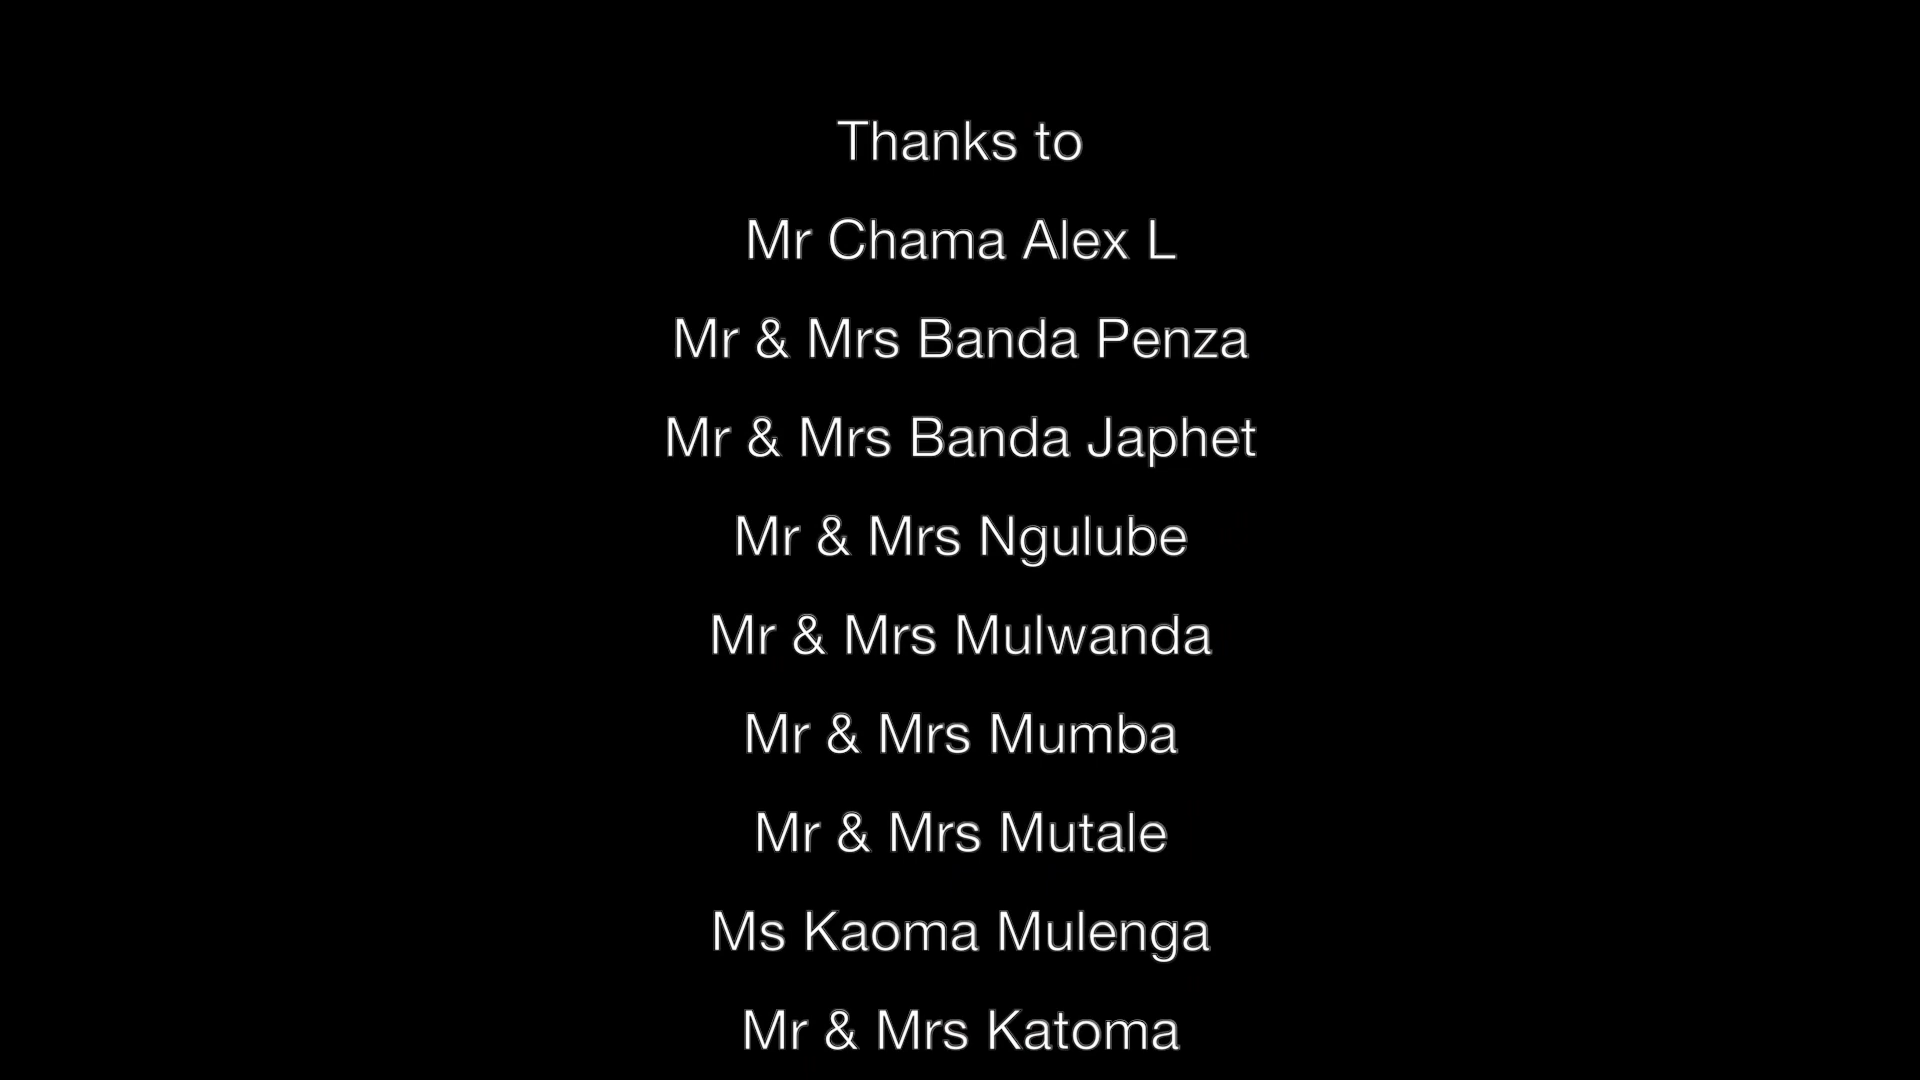 Thanks to
Mr Chama Alex L
Mr & Mrs Banda Penza
Mr & Mrs Banda Japhet
Mr & Mrs Ngulube
Mr & Mrs Mulwanda
Mr & Mrs Mumba
Mr & Mrs Mutale
Ms Kaoma Mulenga
Mr & Mrs Katoma